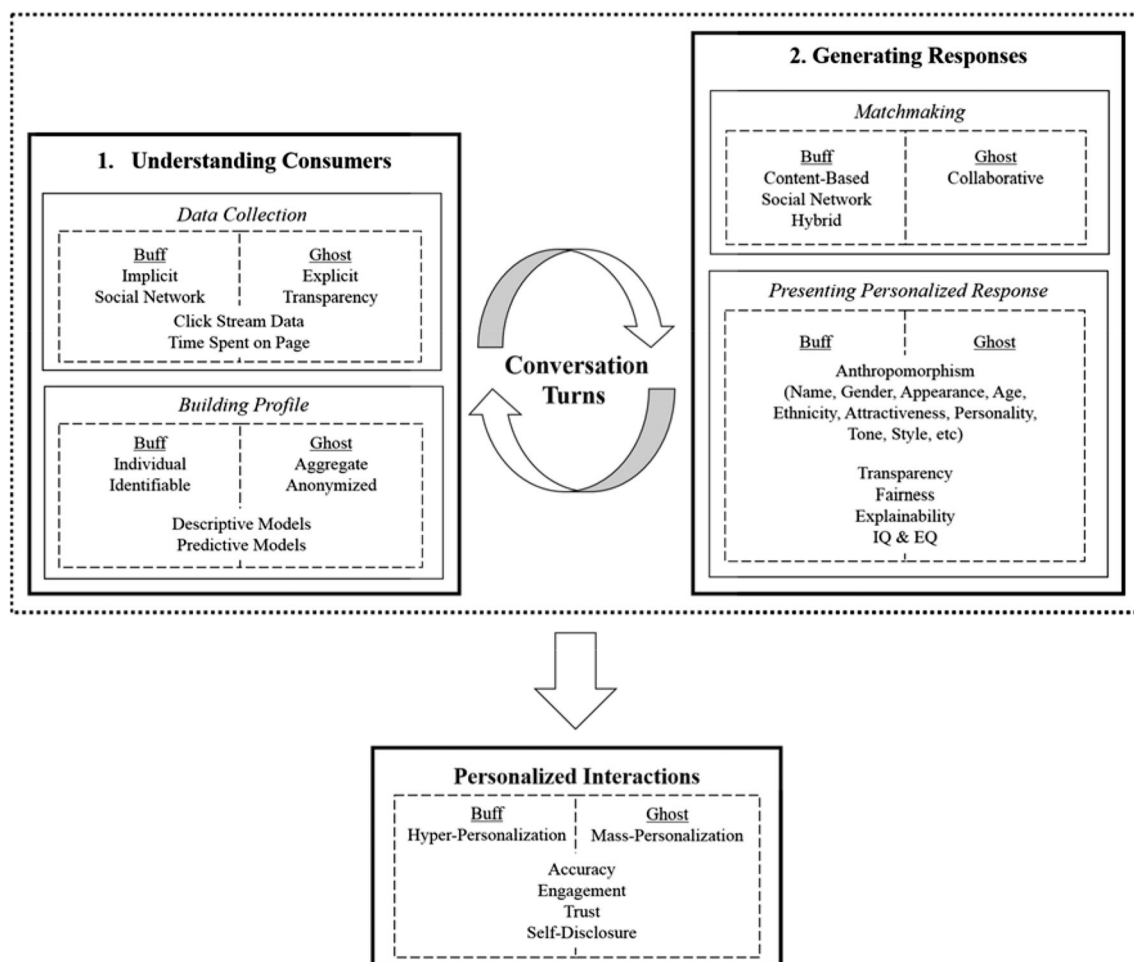 1. Understanding Consumers
Data Collection
Buff
Implicit
Social Network
Ghost
Explicit
Transparency
Click Stream Data
Time Spent on Page
Building Profile
Buff
Individual
Identifiable
Ghost
Aggregate
Anonymized
Descriptive Models
Predictive Models
Conversation
Turns
2. Generating Responses
Matchmaking
Buff
Content-Based
Social Network
Hybrid
Ghost
Collaborative
Presenting Personalized Response
Buff
Ghost
Anthropomorphism
(Name, Gender, Appearance, Age,
Ethnicity, Attractiveness, Personality,
Tone, Style, etc)
Transparency
Fairness
Explainability
IQ & EQ
Personalized Interactions
Buff
Hyper-Personalization
Ghost
Mass-Personalization
Accuracy
Engagement
Trust
Self-Disclosure